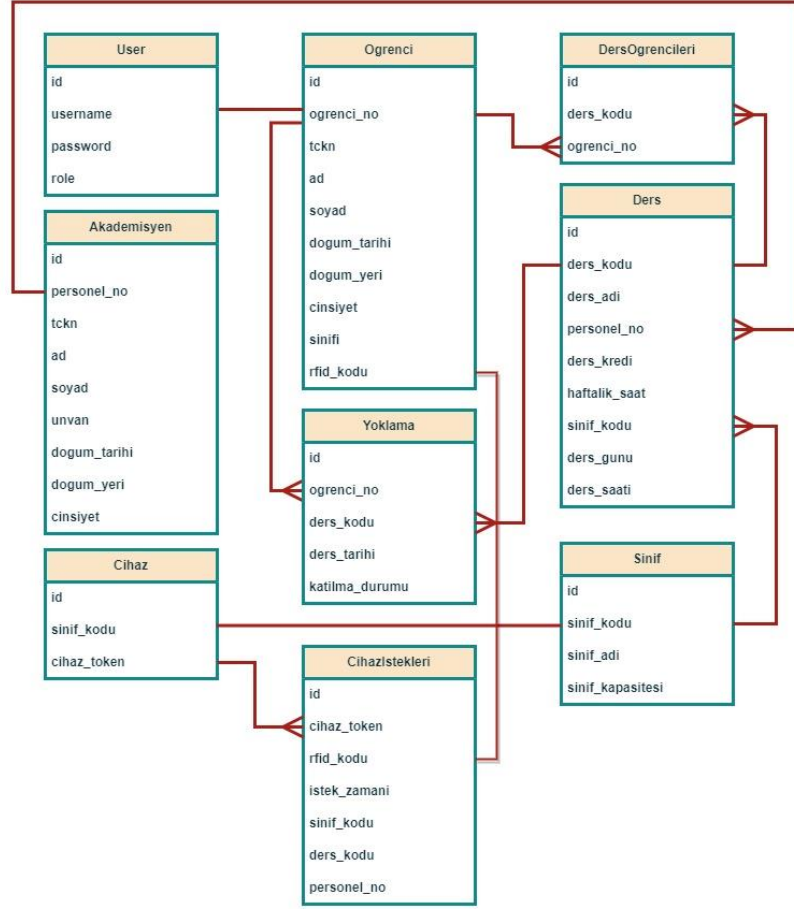 User
id
username
password
role
Akademisyen
id
personel_no
tckn
ad
soyad
unvan
dogum_tarihi
dogum_yeri
cinsiyet
Cihaz
id
sinif_kodu
cihaz_token
Ogrenci
id
ogrenci_no
tckn
ad
soyad
dogum_tarihi
dogum_yeri
cinsiyet
sinifi
rfid_kodu
Yoklama
id
ogrenci_no
ders_kodu
ders_tarihi
katilma_durumu
CihazIstekleri
id
cihaz_token
rfid_kodu
istek_zamani
sinif_kodu
ders_kodu
personel_no
DersOgrencileri
id
ders_kodu
ogrenci_no
Ders
id
ders_kodu
ders_adi
personel_no
ders_kredi
haftalik_saat
sinif_kodu
ders_gunu
ders_saati
Sinif
id
sinif_kodu
sinif_adi
sinif_kapasitesi